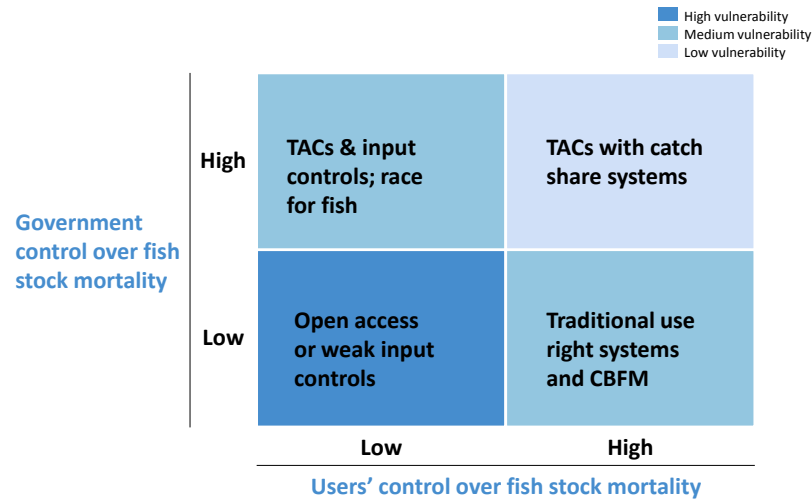 High vulnerability
Medium vulnerability
Low vulnerability
High
TACs & input
controls; race
for fish
TACs with catch
share systems
Government
control over fish
stock mortality
Low
Open access
or weak input
controls
Traditional use
right systems
and CBFM
Low
High
Users’ control over fish stock mortality